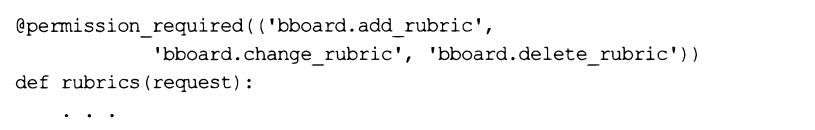 @permission_required(('bboard.add_rubric',
'bboard.change_rubric', 'bboard.delete_rubric'))
def rubrics(request):
. . .